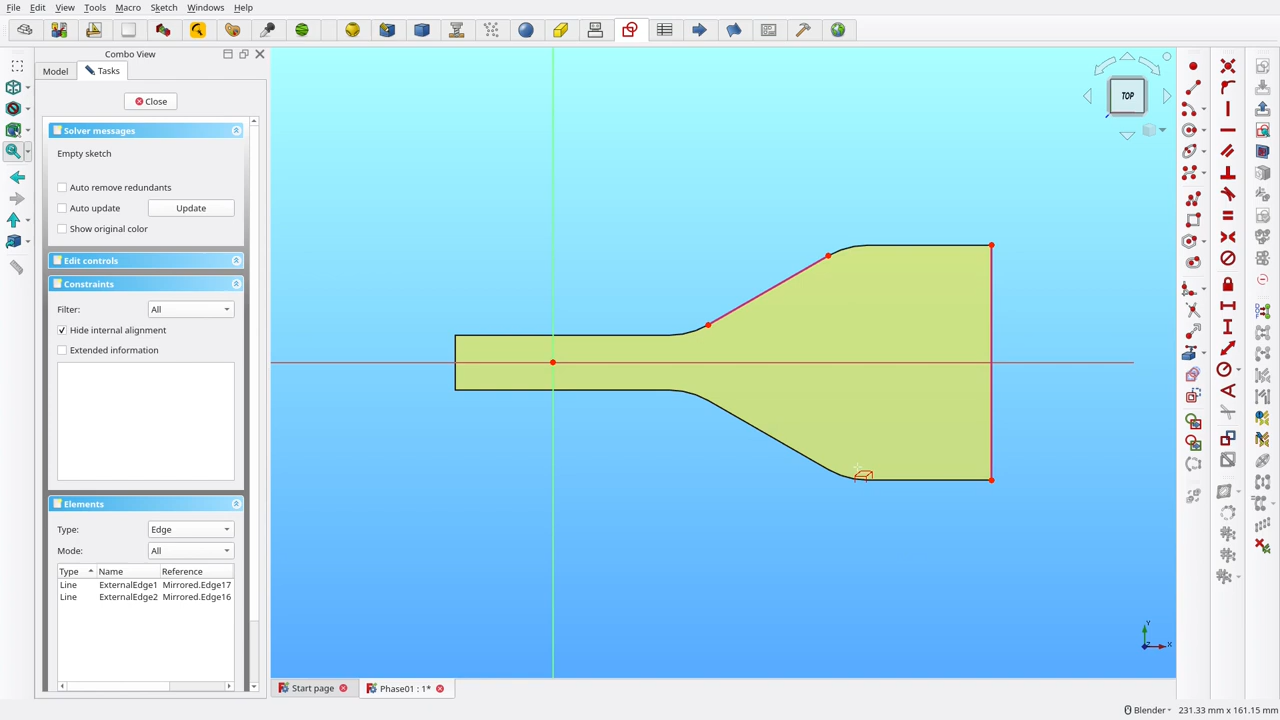 File Edit View Tools Macro Sketch Windows Help
Combo View
Model Tasks
Close
Solver messages
Empty sketch
Auto remove redundants
Auto update Update
Show original color
Edit controls
Constraints
Filter: All
Hide internal alignment
Extended information
Elements
Type: Edge
Mode: All
Type Name Reference
Line ExternalEdge1 Mirrored.Edge17
Line ExternalEdge2 Mirrored.Edge16
TOP
Y
X
Start page Phase01 : 1*
Blender 231.33 mm x 161.15 mm